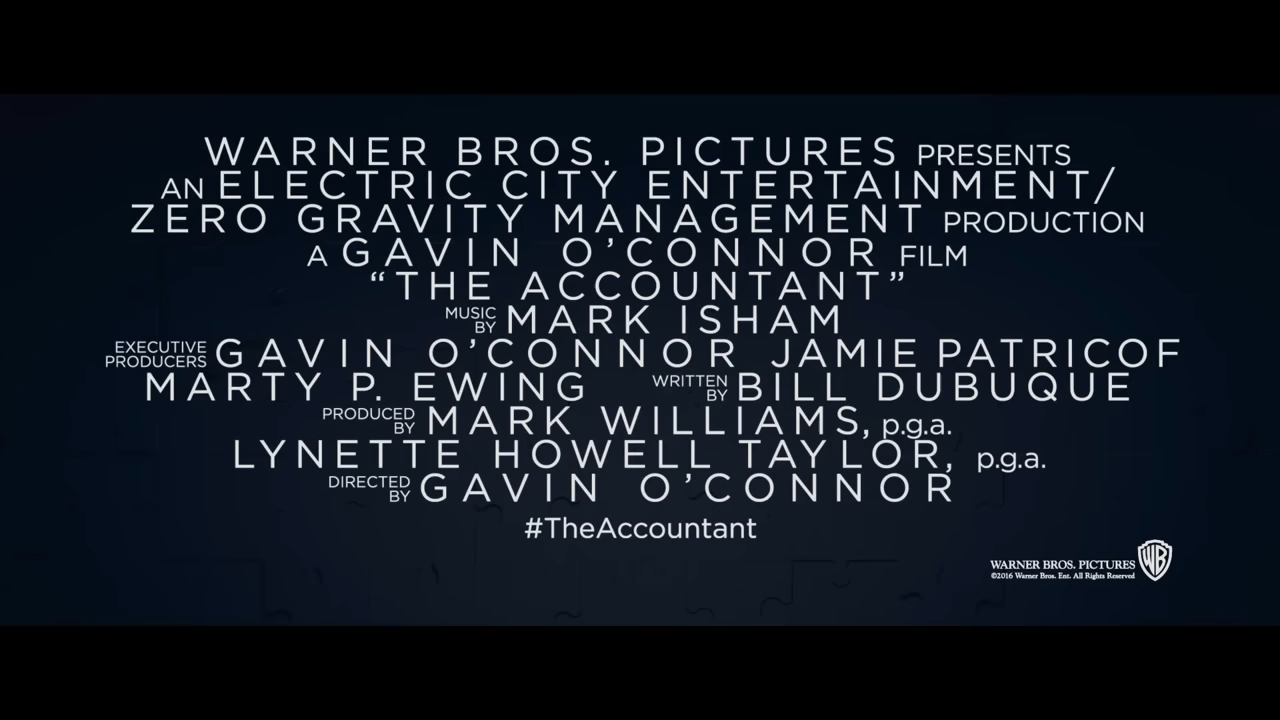 WARNER BROS. PICTURES PRESENTS
AN ELECTRIC CITY ENTERTAINMENT/
ZERO GRAVITY MANAGEMENT PRODUCTION
A GAVIN O’CONNOR FILM
“THE ACCOUNTANT”
MUSIC BY MARK ISHAM
EXECUTIVE PRODUCERS GAVIN O’CONNOR JAMIE PATRICOF
MARTY P. EWING WRITTEN BY BILL DUBUQUE
PRODUCED BY MARK WILLIAMS, p.g.a.
LYNETTE HOWELL TAYLOR, p.g.a.
DIRECTED BY GAVIN O’CONNOR
#TheAccountant
WARNER BROS. PICTURES WB
©2016 Warner Bros. Ent. All Rights Reserved